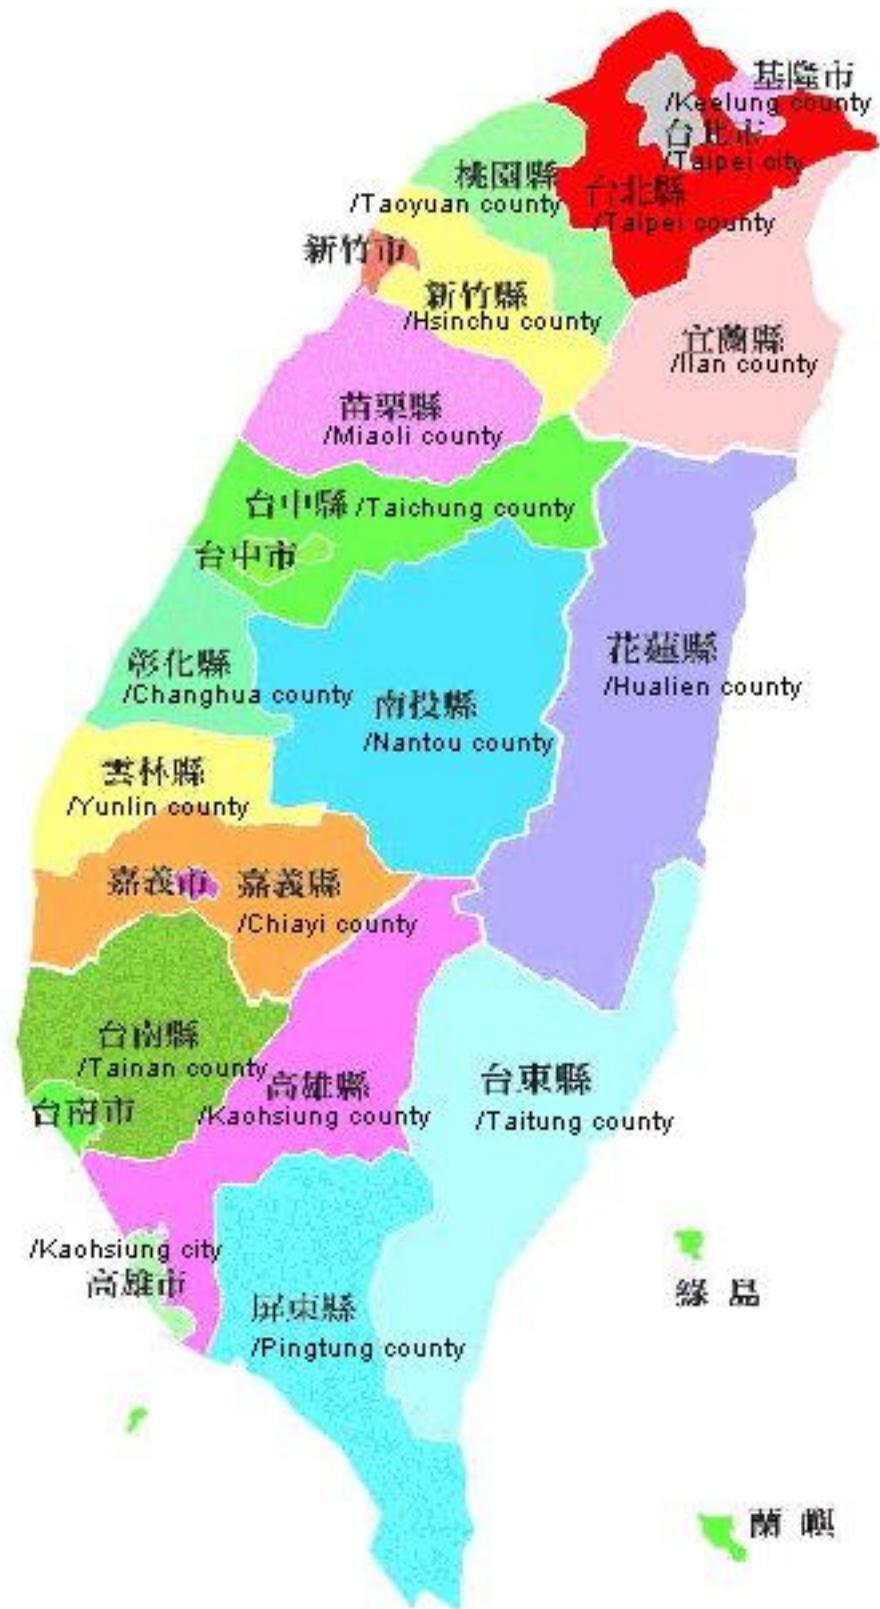 基隆市
/Keelung county
台北市
/Taipei city
桃園縣
/Taoyuan county
台北縣
/Taipei county
新竹市
新竹縣
/Hsinchu county
宜蘭縣
/Ilan county
苗栗縣
/Miaoli county
台中縣 /Taichung county
台中市
花蓮縣
/Hualien county
彰化縣
/Changhua county
南投縣
/Nantou county
雲林縣
/Yunlin county
嘉義市
嘉義縣
/Chiayi county
台南縣
/Tainan county
台南市
高雄縣
/Kaohsiung county
台東縣
/Taitung county
/Kaohsiung city
高雄市
屏東縣
/Pingtung county
綠島
蘭嶼